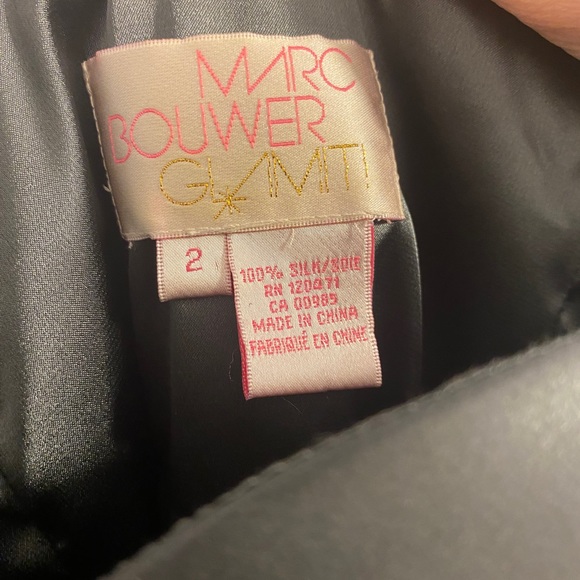 MARC
BOUWER
GLAMIT!
2
100% SILK/SOIE
RN 120471
CA 00985
MADE IN CHINA
FABRIQUÉ EN CHINE